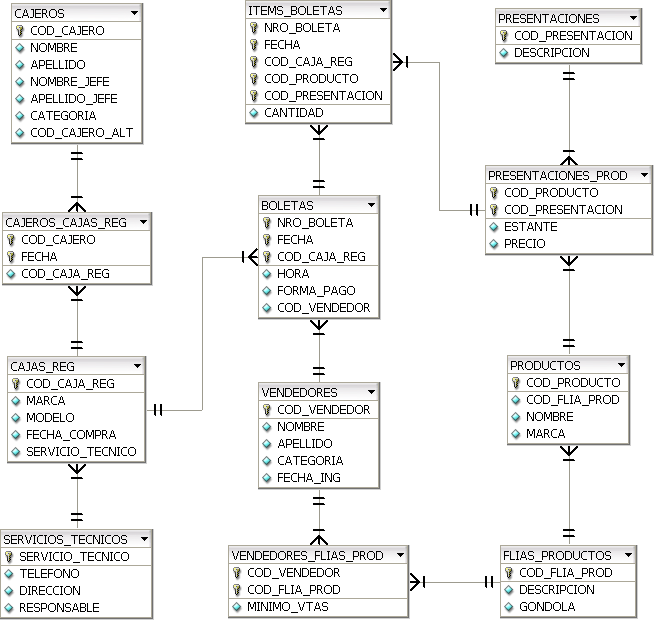 CAJEROS
COD_CAJERO
NOMBRE
APELLIDO
NOMBRE_JEFE
APELLIDO_JEFE
CATEGORIA
COD_CAJERO_ALT
CAJEROS_CAJAS_REG
COD_CAJERO
FECHA
COD_CAJA_REG
CAJAS_REG
COD_CAJA_REG
MARCA
MODELO
FECHA_COMPRA
SERVICIO_TECNICO
SERVICIOS_TECNICOS
SERVICIO_TECNICO
TELEFONO
DIRECCION
RESPONSABLE
ITEMS_BOLETAS
NRO_BOLETA
FECHA
COD_CAJA_REG
COD_PRODUCTO
COD_PRESENTACION
CANTIDAD
BOLETAS
NRO_BOLETA
FECHA
COD_CAJA_REG
HORA
FORMA_PAGO
COD_VENDEDOR
VENDEDORES
COD_VENDEDOR
NOMBRE
APELLIDO
CATEGORIA
FECHA_ING
VENDEDORES_FLIAS_PROD
COD_VENDEDOR
COD_FLIA_PROD
MINIMO_VTAS
PRESENTACIONES
COD_PRESENTACION
DESCRIPCION
PRESENTACIONES_PROD
COD_PRODUCTO
COD_PRESENTACION
ESTANTE
PRECIO
PRODUCTOS
COD_PRODUCTO
COD_FLIA_PROD
NOMBRE
MARCA
FLIAS_PRODUCTOS
COD_FLIA_PROD
DESCRIPCION
GONDOLA